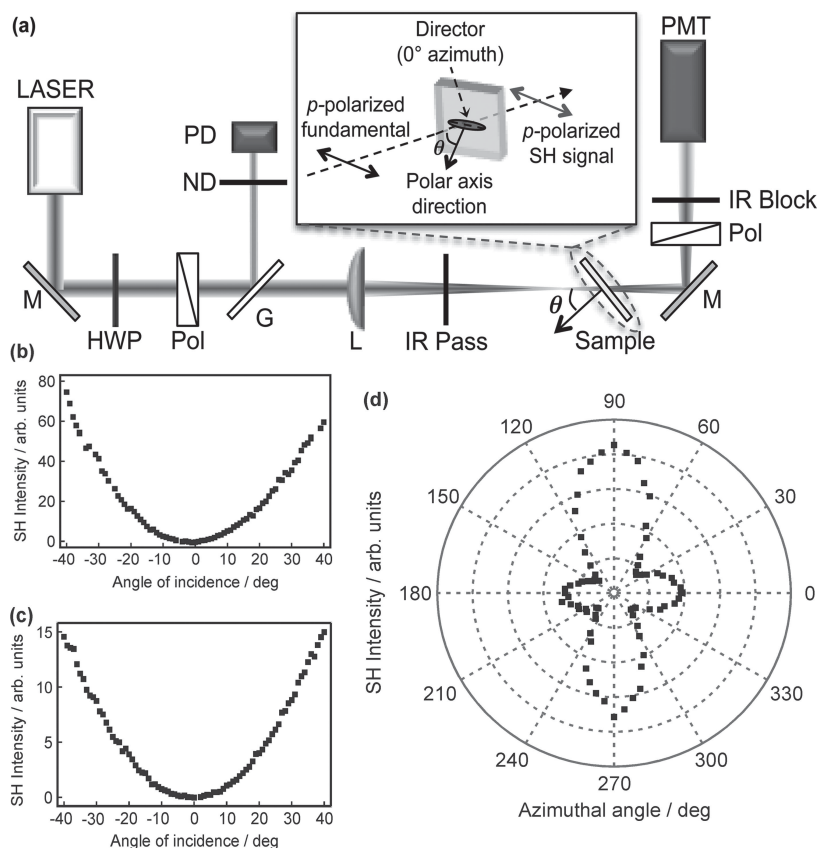 (a)
LASER
PD
ND
M
HWP
Pol
G
L
IR Pass
Sample
θ
M
Pol
IR Block
PMT
Director
(0° azimuth)
p-polarized
fundamental
θ
p-polarized
SH signal
Polar axis
direction
(b)
SH Intensity / arb. units
80
60
40
20
0
-40 -30 -20 -10 0 10 20 30 40
Angle of incidence / deg
(c)
SH Intensity / arb. units
15
10
5
0
-40 -30 -20 -10 0 10 20 30 40
Angle of incidence / deg
(d)
SH Intensity / arb. units
90
60
30
0
330
300
270
240
210
180
150
120
Azimuthal angle / deg